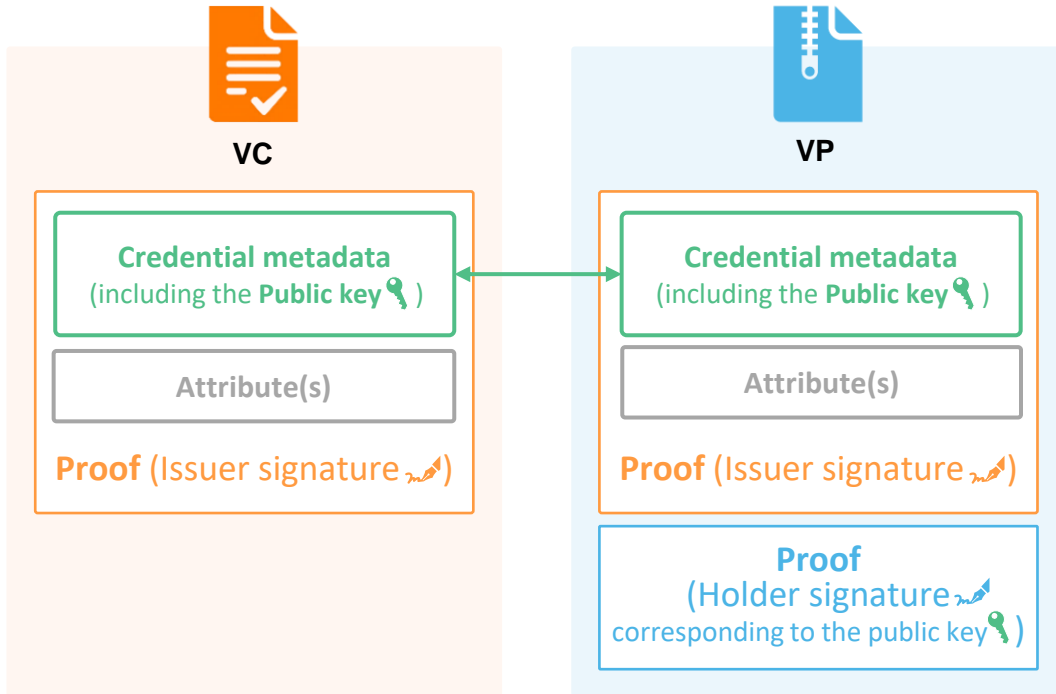 VC
Credential metadata
(including the Public key )
Attribute(s)
Proof (Issuer signature )
VP
Credential metadata
(including the Public key )
Attribute(s)
Proof (Issuer signature )
Proof
(Holder signature
corresponding to the public key )